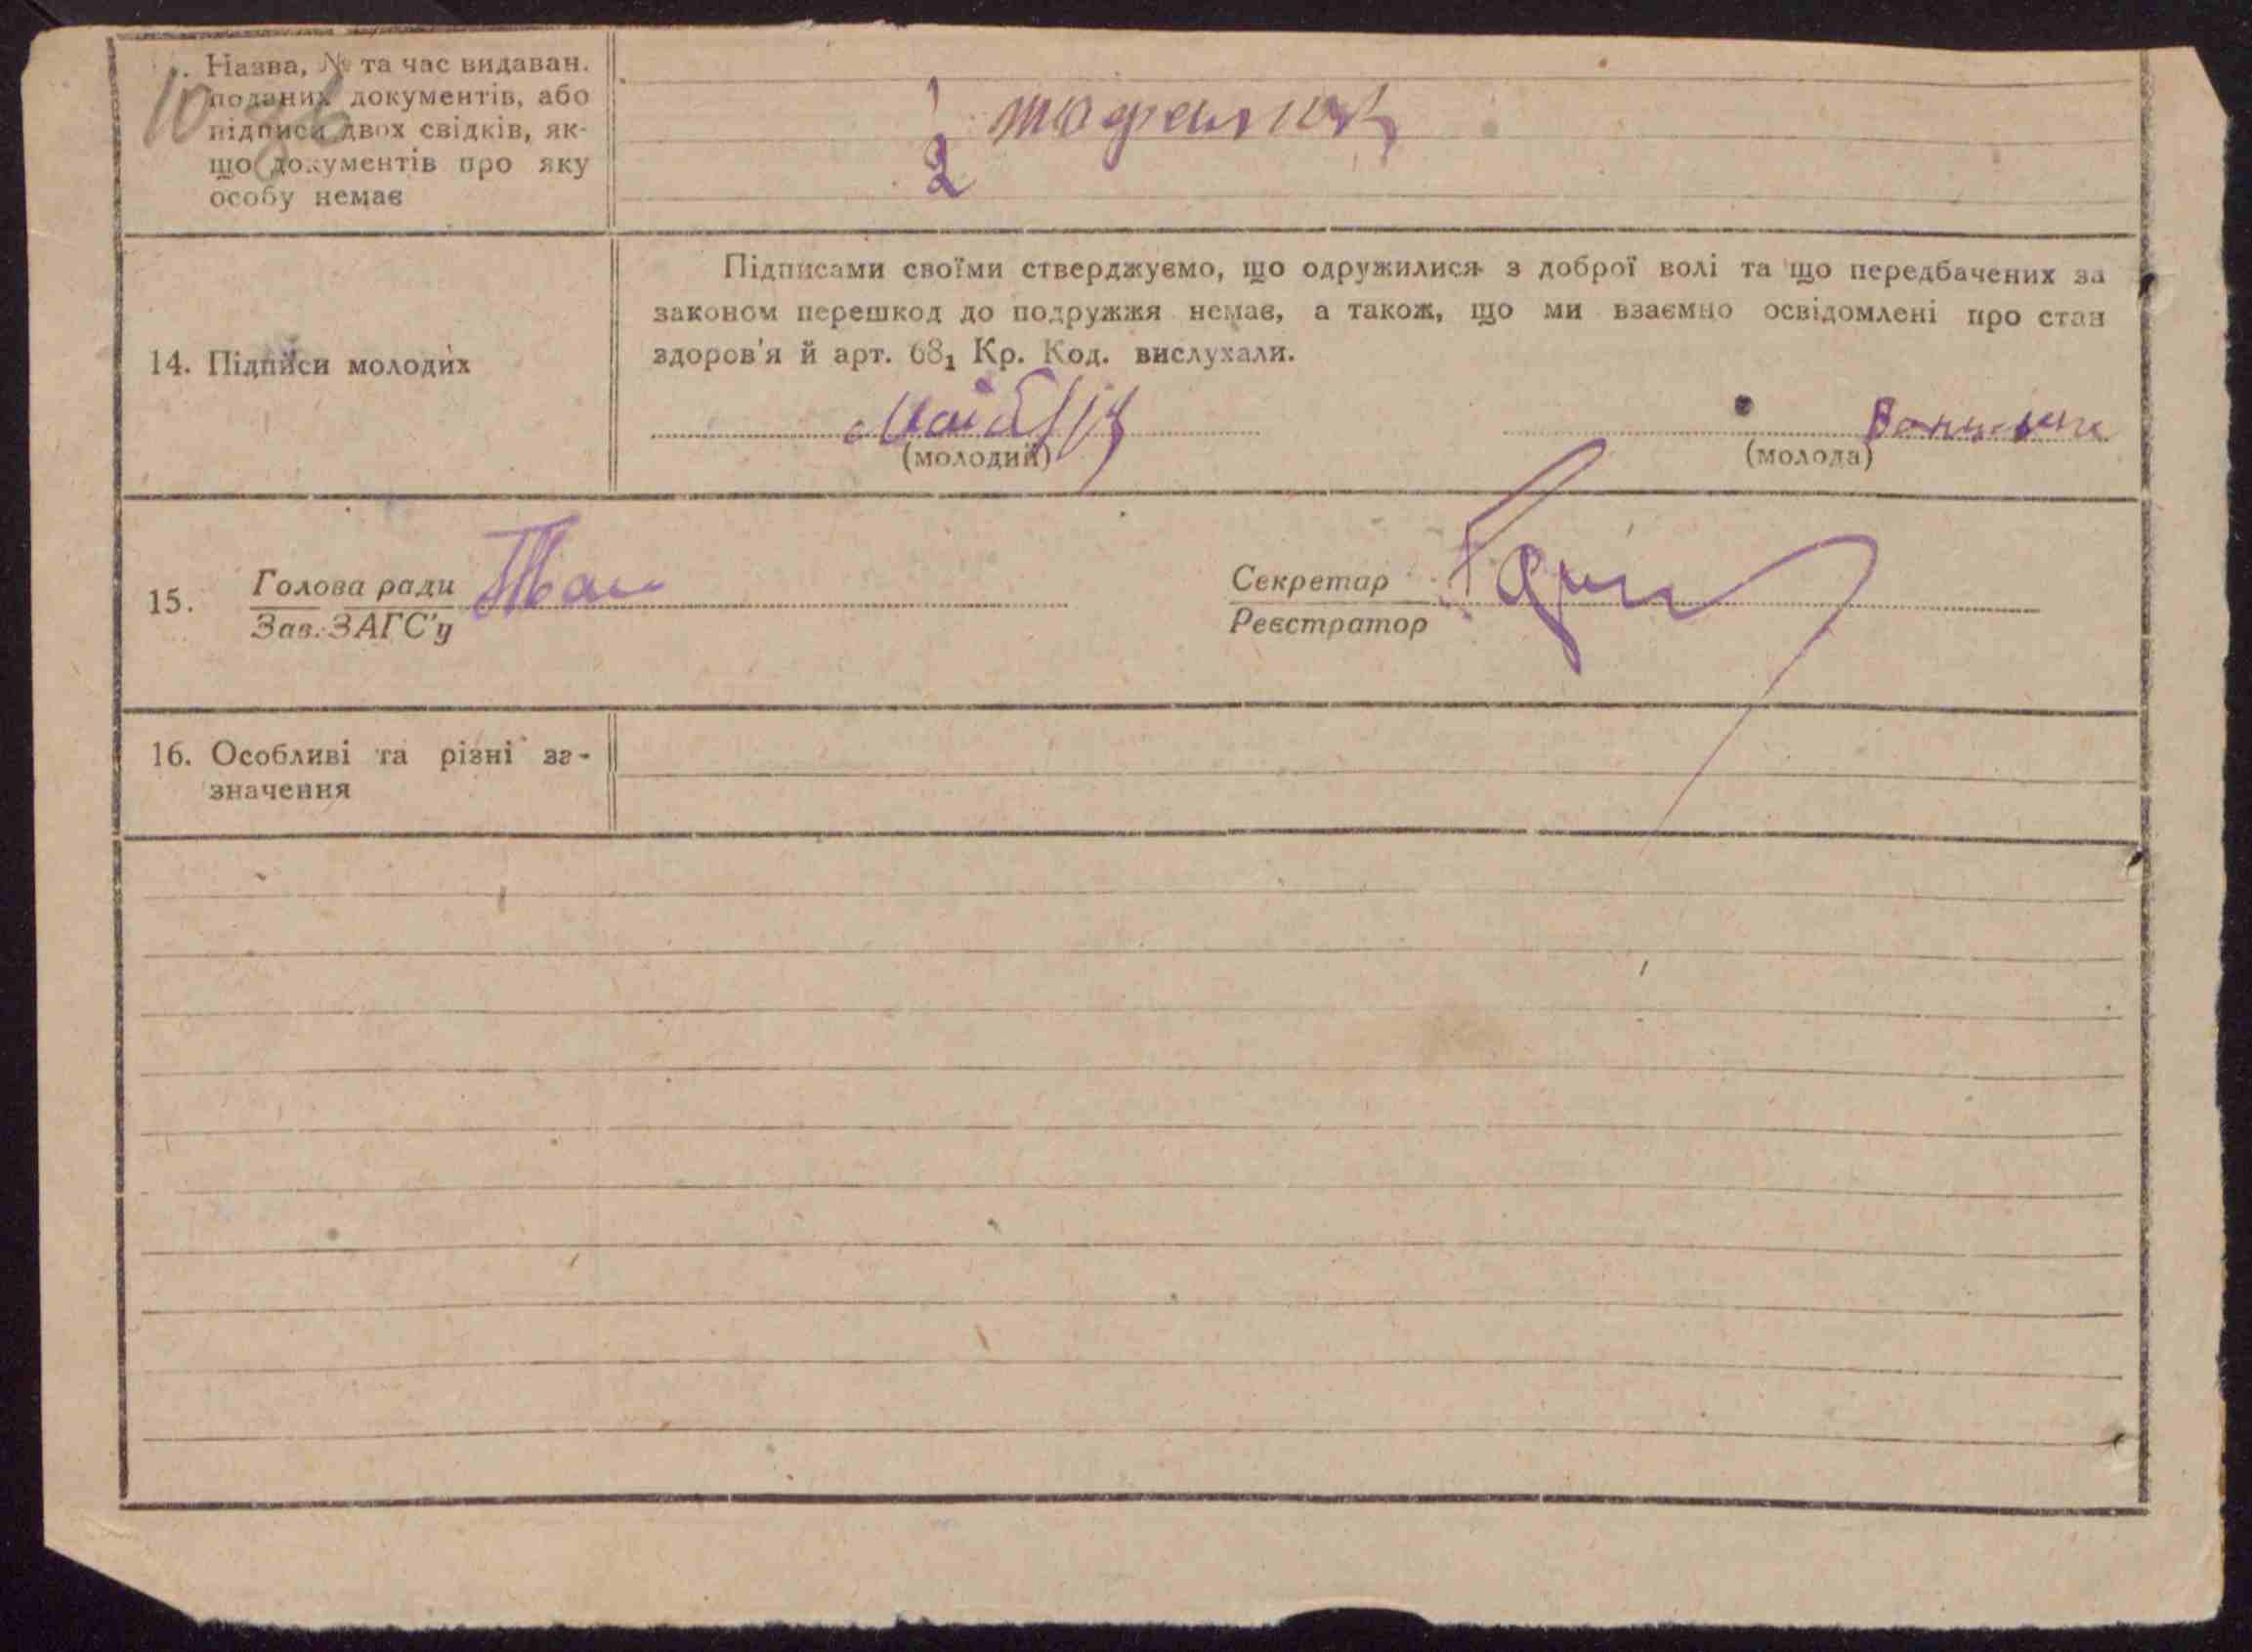 Назва, № та час видаван.
поданих документів, або
підписи двох свідків, як-
що документів про яку
особу немає
1
2
Підписами своїми стверджуємо, що одружилися з доброї волі та що передбачених за
законом перешкод до подружжя немає, а також, що ми взаємно освідомлені про стан
здоров'я й арт. 68₁ Кр. Код. вислухали.
14. Підписи молодих
(молодий) (молода)
15. Голова ради Секретар
Зав. ЗАГС'у Реєстратор
16. Особливі та різні за-
значення